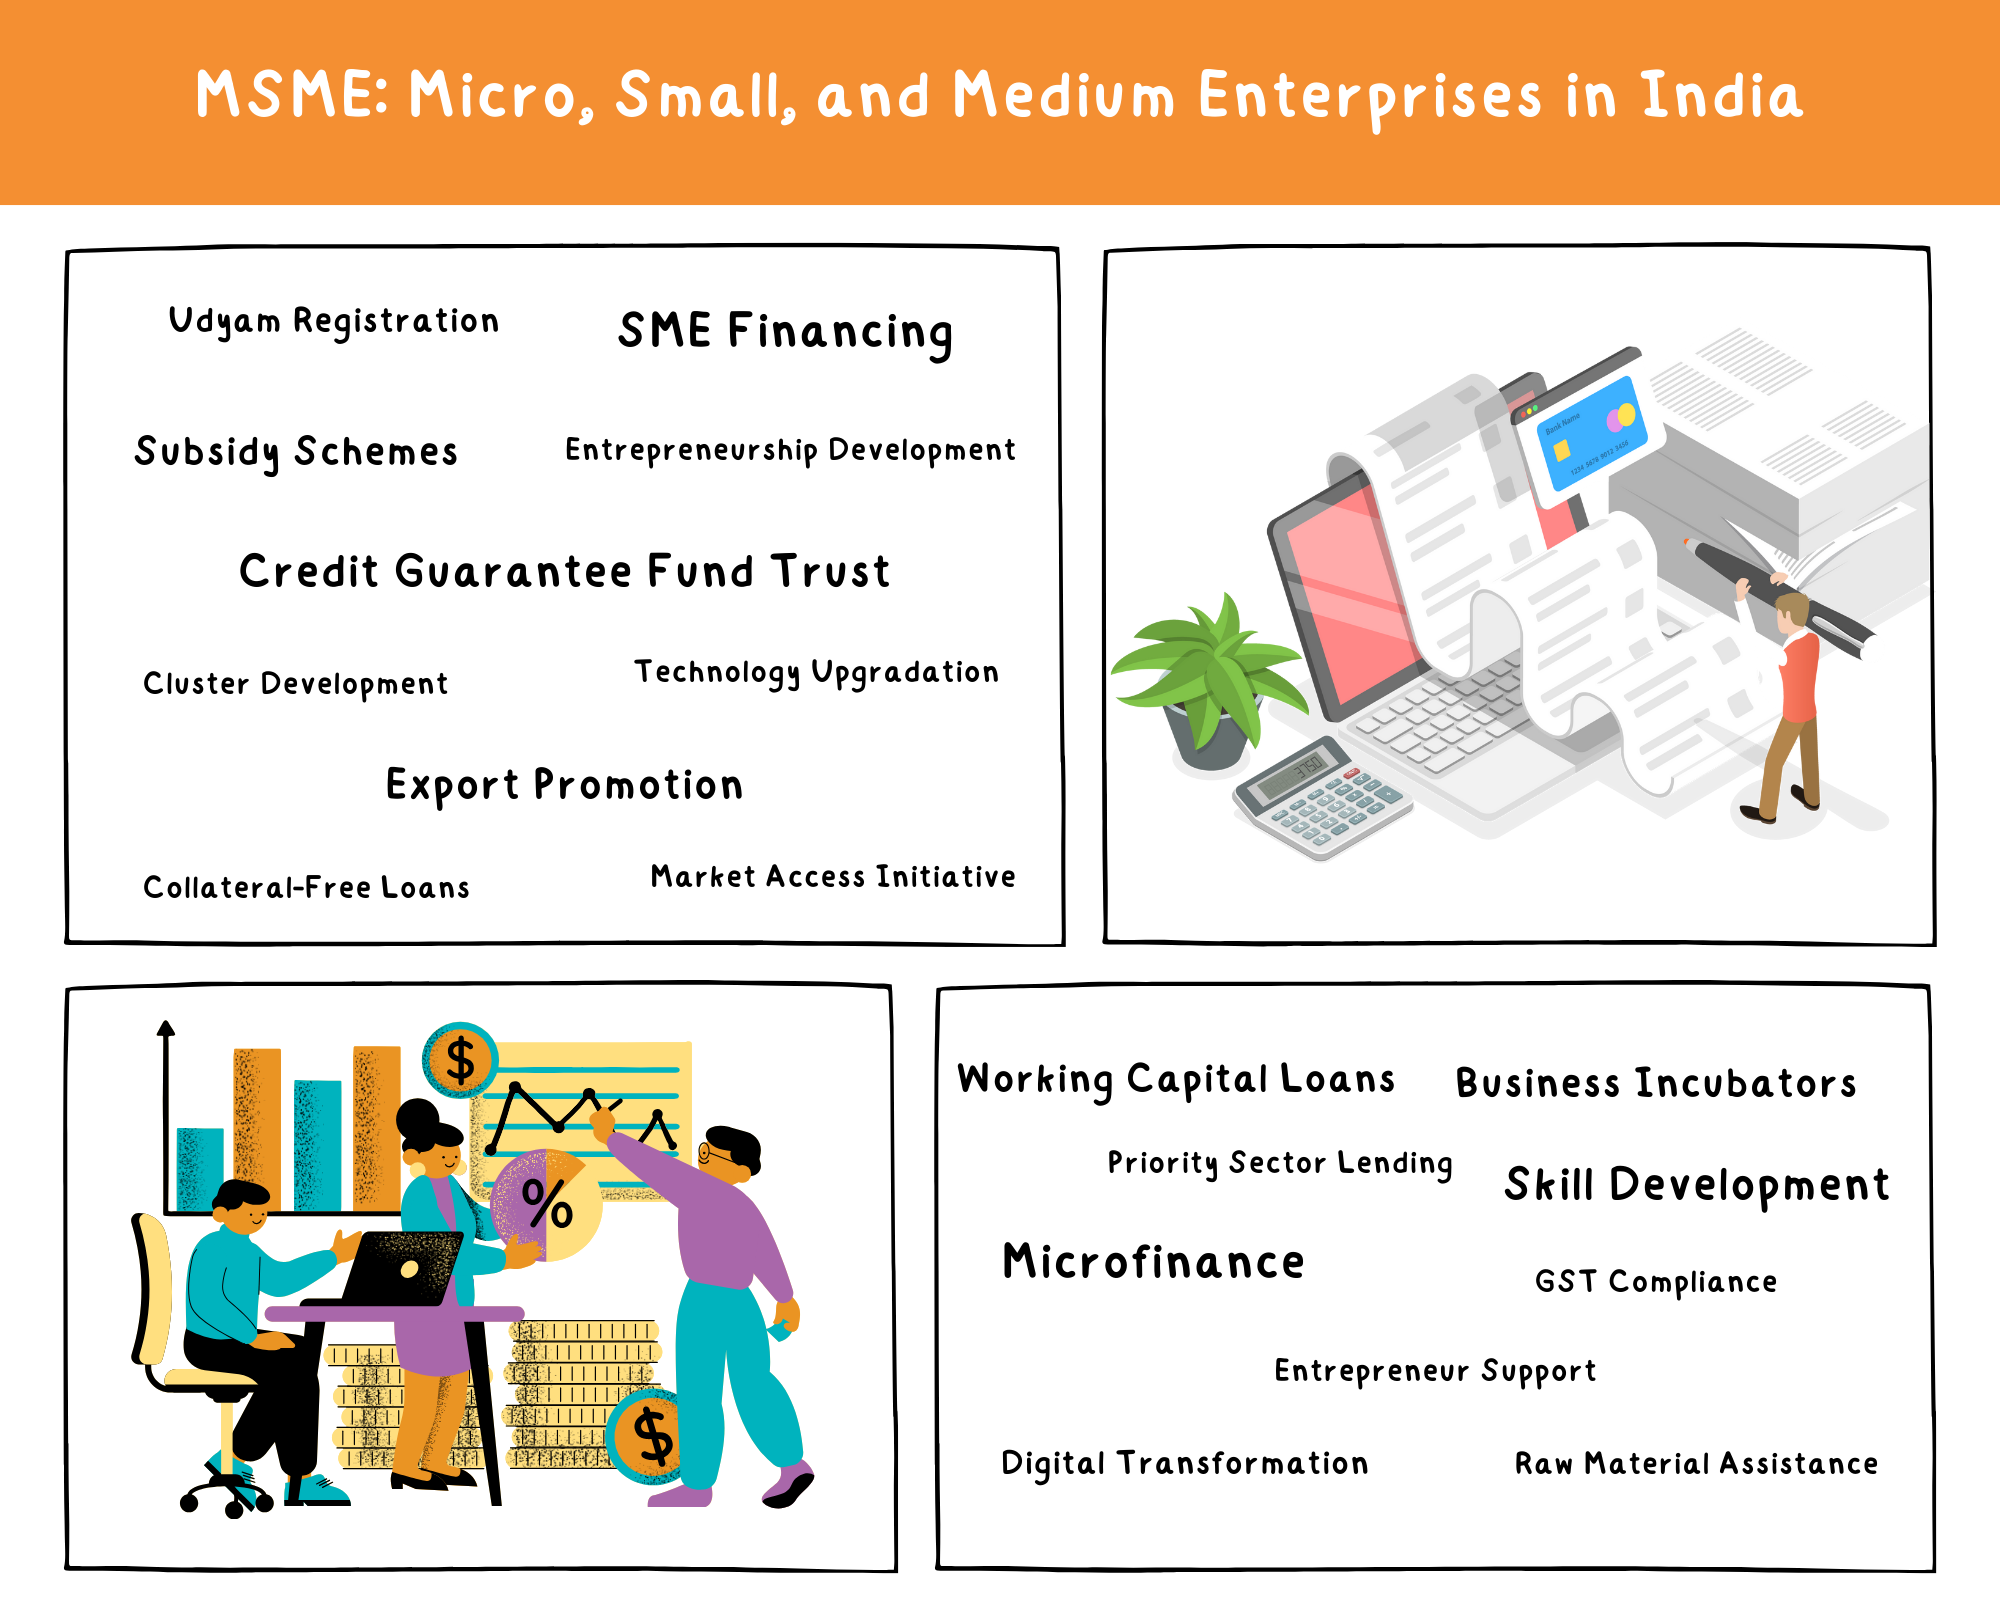 MSME: Micro, Small, and Medium Enterprises in India
Udyam Registration
SME Financing
Subsidy Schemes
Entrepreneurship Development
Credit Guarantee Fund Trust
Cluster Development
Technology Upgradation
Export Promotion
Collateral-Free Loans
Market Access Initiative
Bank Name
1234 5678 9012 3456
3750
$
%
$
Working Capital Loans
Business Incubators
Priority Sector Lending
Skill Development
Microfinance
GST Compliance
Entrepreneur Support
Digital Transformation
Raw Material Assistance